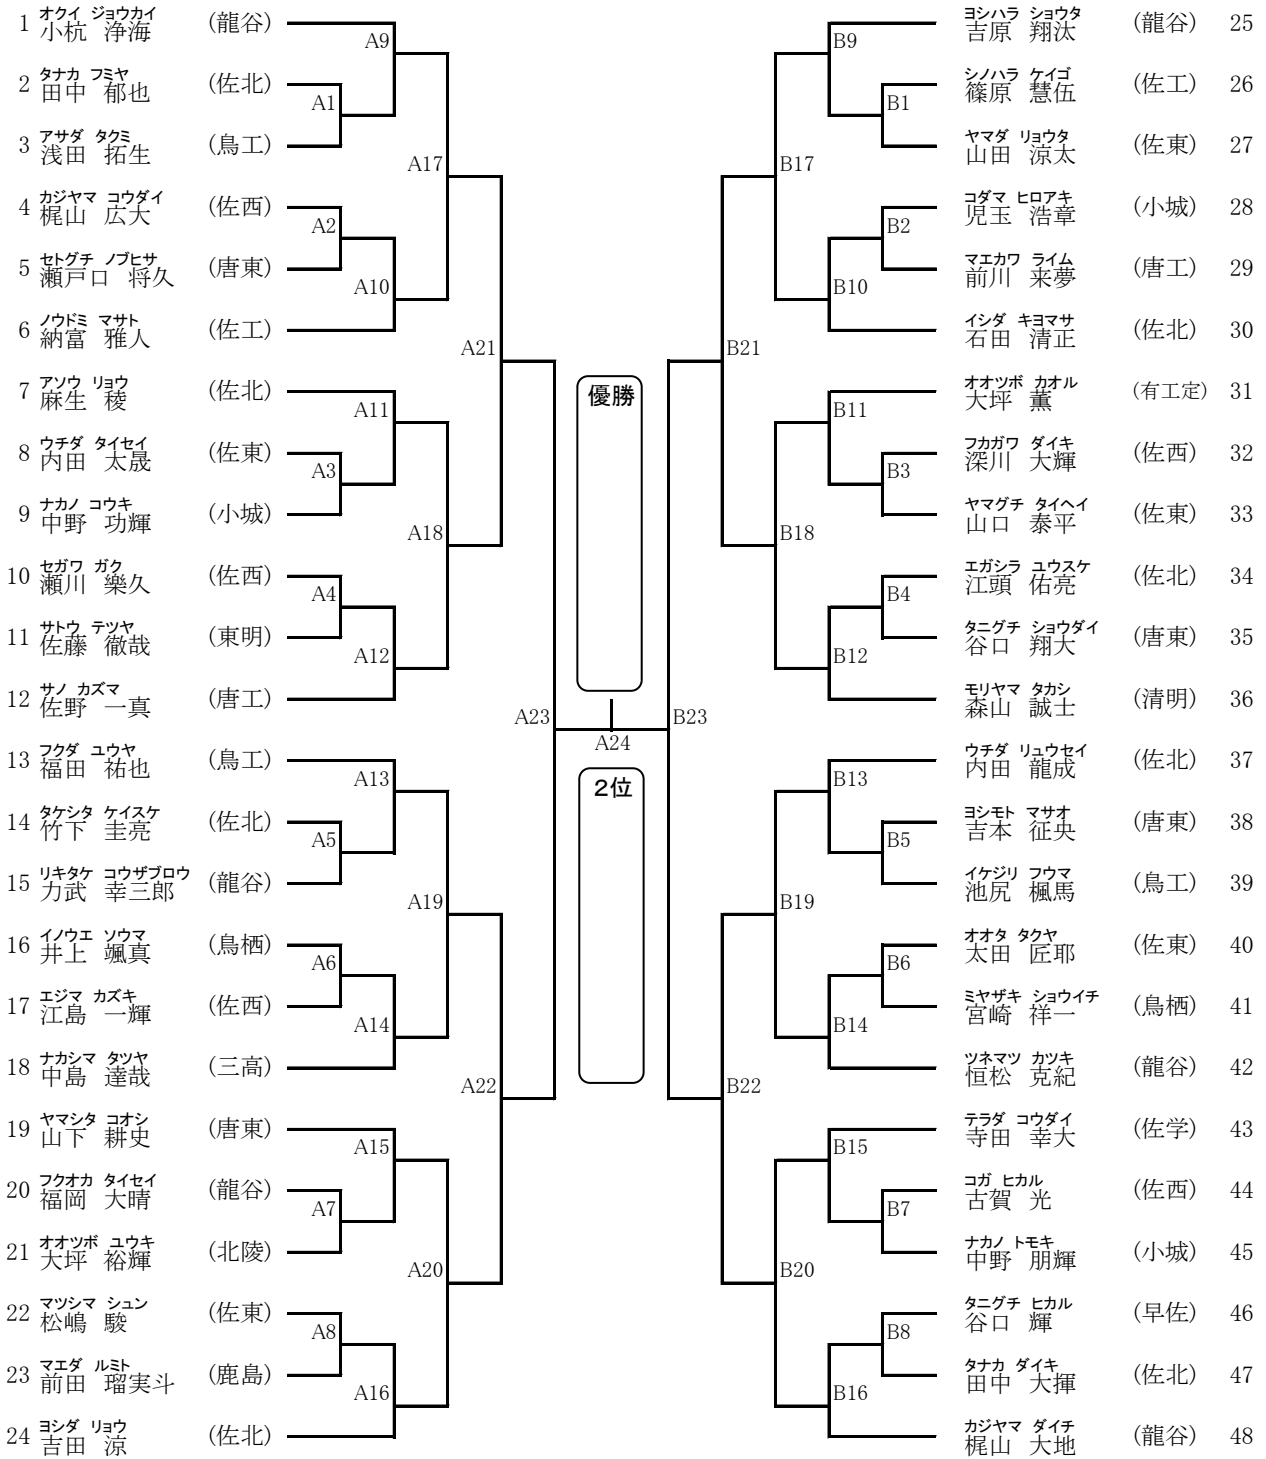 オクイ ジョウカイ
1 小杭 浄海 (龍谷)
タナカ フミヤ
2 田中 郁也 (佐北)
アサダ タクミ
3 浅田 拓生 (鳥工)
カジヤマ コウダイ
4 梶山 広大 (佐西)
セトグチ ノブヒサ
5 瀬戸口 将久 (唐東)
ノウドミ マサト
6 納富 雅人 (佐工)
アソウ リョウ
7 麻生 稜 (佐北)
ウチダ タイセイ
8 内田 太晟 (佐東)
ナカノ コウキ
9 中野 功輝 (小城)
セガワ ガク
10 瀬川 樂久 (佐西)
サトウ テツヤ
11 佐藤 徹哉 (東明)
サノ カズマ
12 佐野 一真 (唐工)
フクダ ユウヤ
13 福田 祐也 (鳥工)
タケシタ ケイスケ
14 竹下 圭亮 (佐北)
リキタケ コウザブロウ
15 力武 幸三郎 (龍谷)
イノウエ ソウマ
16 井上 颯真 (鳥栖)
エジマ カズキ
17 江島 一輝 (佐西)
ナカシマ タツヤ
18 中島 達哉 (三高)
ヤマシタ コオシ
19 山下 耕史 (唐東)
フクオカ タイセイ
20 福岡 大晴 (龍谷)
オオツボ ユウキ
21 大坪 裕輝 (北陵)
マツシマ シュン
22 松嶋 駿 (佐東)
マエダ ルミト
23 前田 瑠実斗 (鹿島)
ヨシダ リョウ
24 吉田 涼 (佐北)
A1
A2
A3
A4
A5
A6
A7
A8
A9
A10
A11
A12
A13
A14
A15
A16
A17
A18
A19
A20
A21
A22
A23
優勝
A24
2位
B23
B21
B22
B17
B18
B19
B20
B9
B10
B11
B12
B13
B14
B15
B16
B1
B2
B3
B4
B5
B6
B7
B8
ヨシハラ ショウタ
吉原 翔汰 (龍谷) 25
シノハラ ケイゴ
篠原 慧伍 (佐工) 26
ヤマダ リョウタ
山田 涼太 (佐東) 27
コダマ ヒロアキ
児玉 浩章 (小城) 28
マエカワ ライム
前川 来夢 (唐工) 29
イシダ キヨマサ
石田 清正 (佐北) 30
オオツボ カオル
大坪 薫 (有工定) 31
フカガワ ダイキ
深川 大輝 (佐西) 32
ヤマグチ タイヘイ
山口 泰平 (佐東) 33
エガシラ ユウスケ
江頭 佑亮 (佐北) 34
タニグチ ショウダイ
谷口 翔大 (唐東) 35
モリヤマ タカシ
森山 誠士 (清明) 36
ウチダ リュウセイ
内田 龍成 (佐北) 37
ヨシモト マサオ
吉本 征央 (唐東) 38
イケジリ フウマ
池尻 楓馬 (鳥工) 39
オオタ タクヤ
太田 匠耶 (佐東) 40
ミヤザキ ショウイチ
宮崎 祥一 (鳥栖) 41
ツネマツ カツキ
恒松 克紀 (龍谷) 42
テラダ コウダイ
寺田 幸大 (佐学) 43
コガ ヒカル
古賀 光 (佐西) 44
ナカノ トモキ
中野 朋輝 (小城) 45
タニグチ ヒカル
谷口 輝 (早佐) 46
タナカ ダイキ
田中 大揮 (佐北) 47
カジヤマ ダイチ
梶山 大地 (龍谷) 48